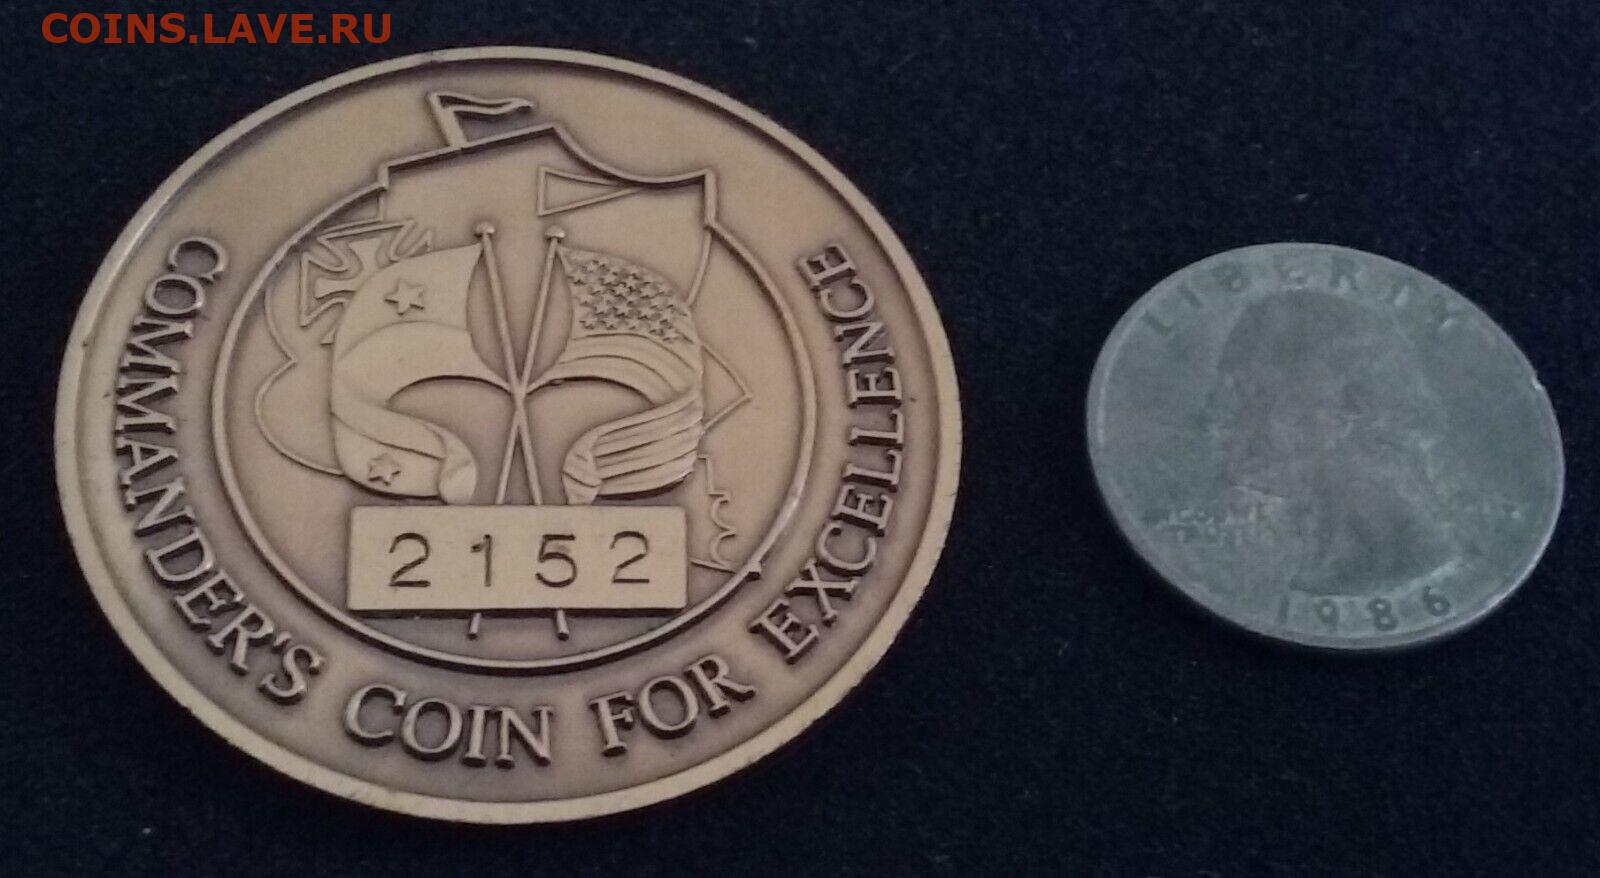 COINS.LAVE.RU
COMMANDER'S COIN FOR EXCELLENCE
2152
LIBERTY
1986